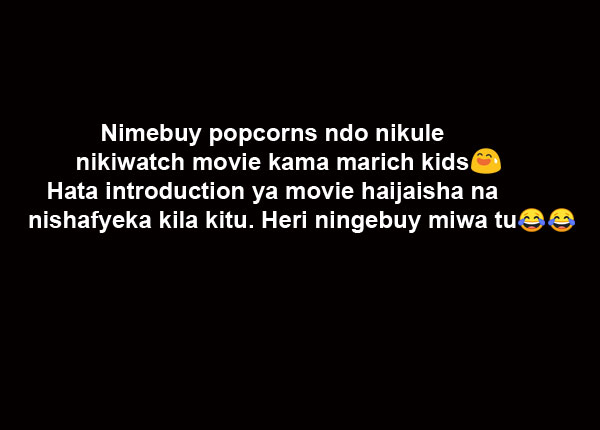 Nimebuy popcorns ndo nikule
nikiwatch movie kama marich kids😅
Hata introduction ya movie haijaisha na
nishafyeka kila kitu. Heri ningebuy miwa tu😂😂